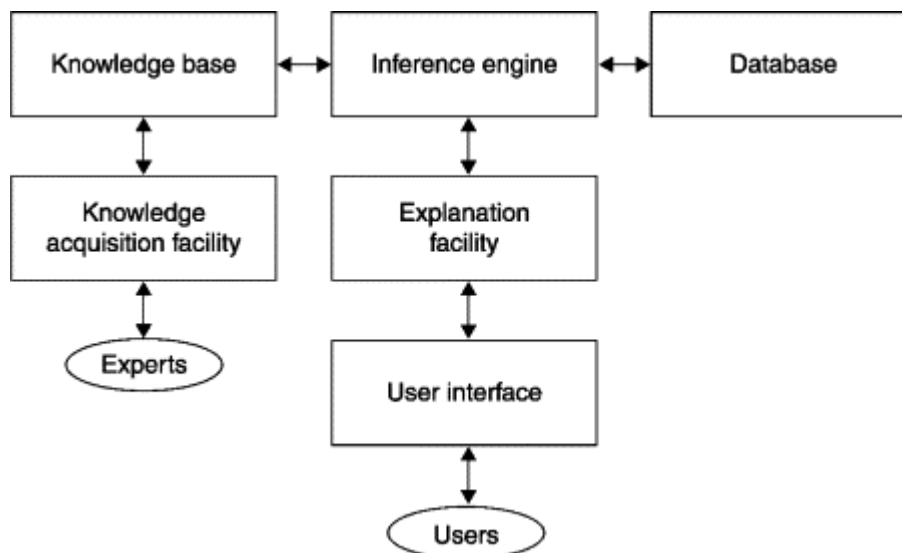 Knowledge base
Inference engine
Database
Knowledge
acquisition facility
Explanation
facility
Experts
User interface
Users